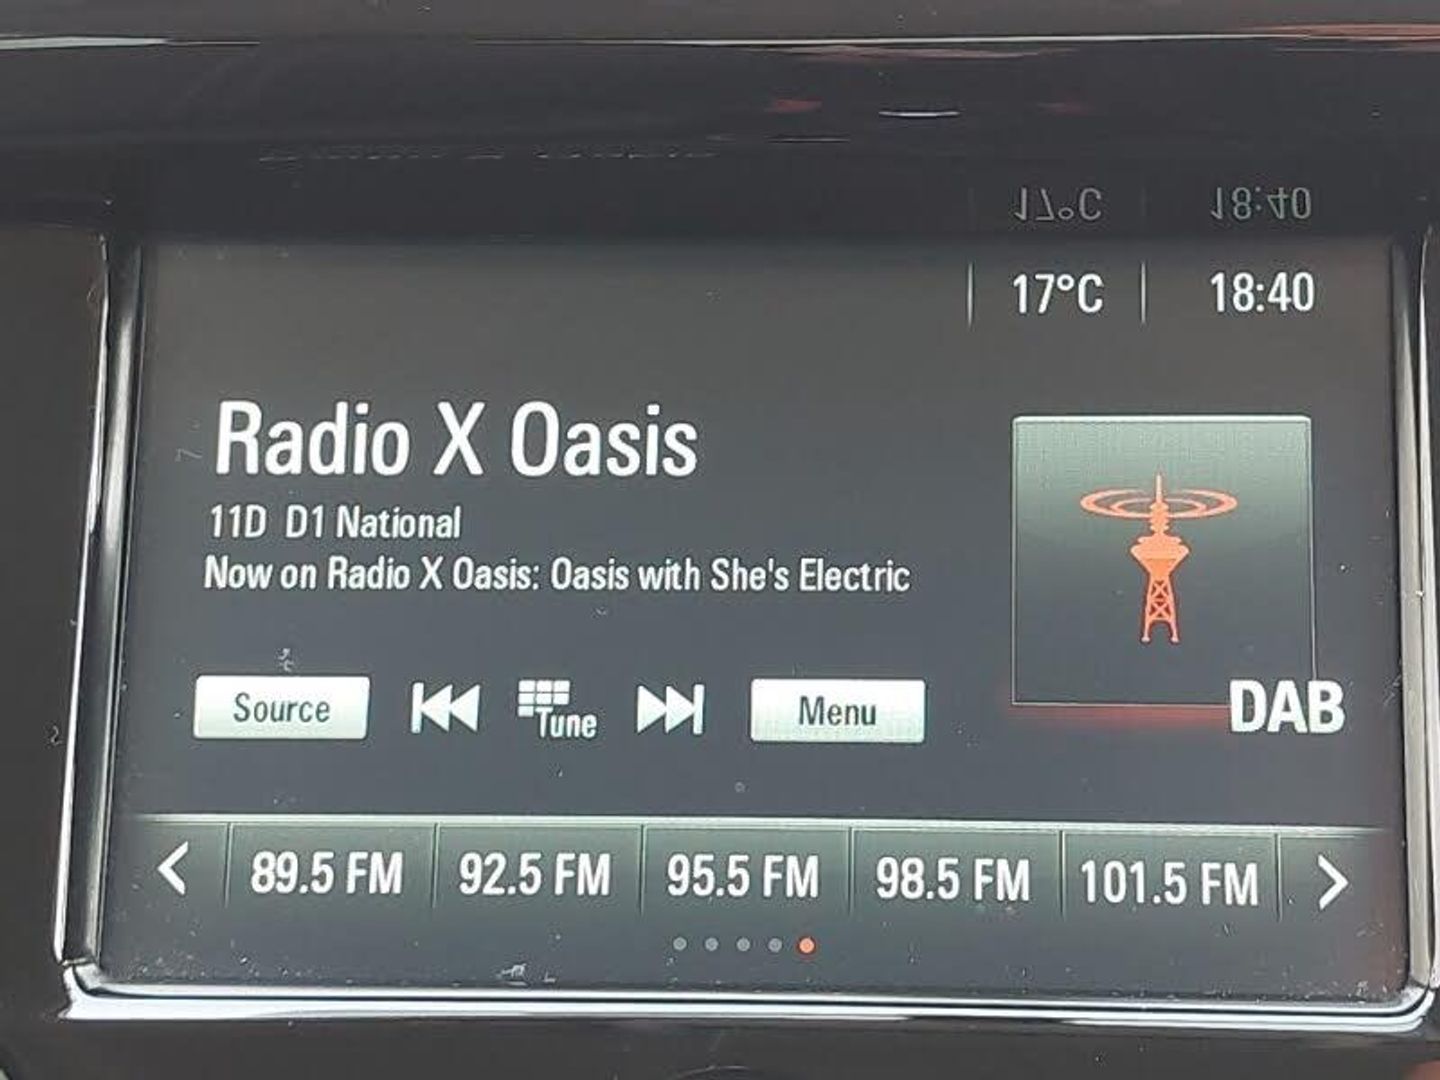 17°C 18:40
Radio X Oasis
11D D1 National
Now on Radio X Oasis: Oasis with She's Electric
Source Tune Menu
DAB
89.5 FM 92.5 FM 95.5 FM 98.5 FM 101.5 FM